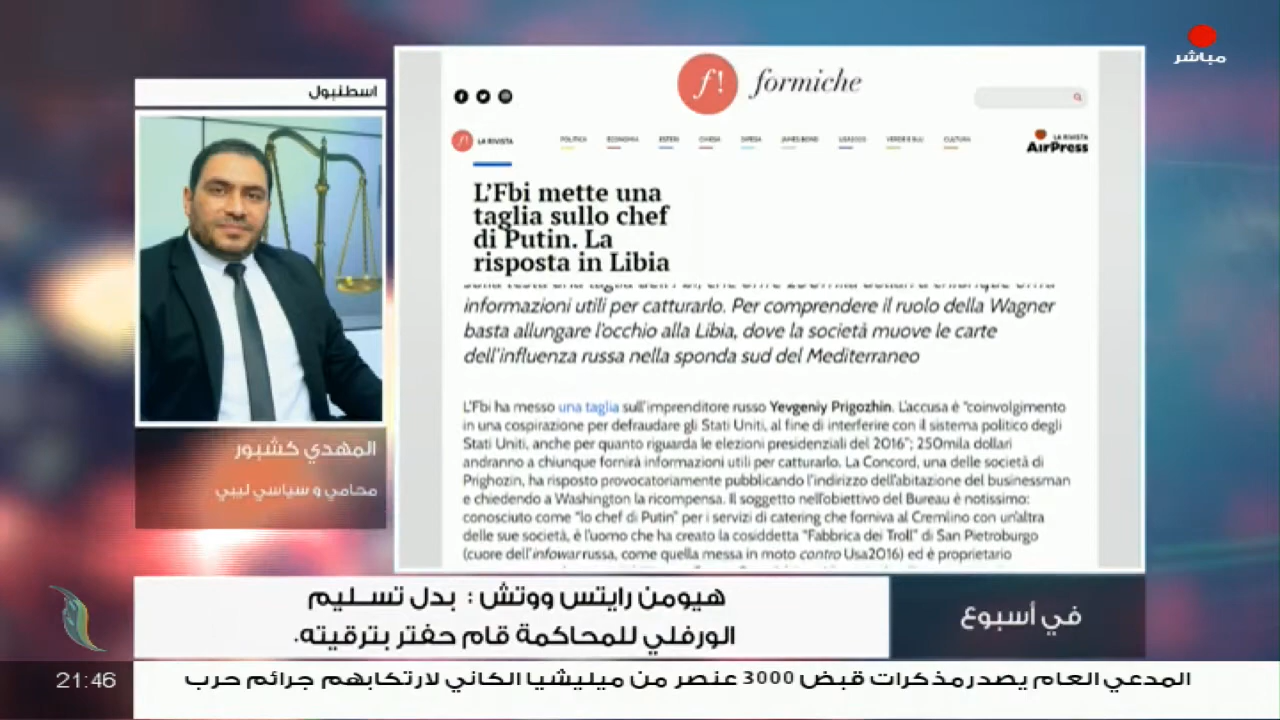 مباشر
اسطنبول
المهدي كشبور
محامي و سياسي ليبي
f! formiche
f! LA RIVISTA POLITICA ECONOMIA ESTERI CHIESA DIFESA JAMES BOND USA2020 VERDE E BLU CULTURA LA RIVISTA AirPress
L'Fbi mette una
taglia sullo chef
di Putin. La
risposta in Libia
informazioni utili per catturarlo. Per comprendere il ruolo della Wagner
basta allungare l'occhio alla Libia, dove la società muove le carte
dell'influenza russa nella sponda sud del Mediterraneo
L'Fbi ha messo una taglia sull'imprenditore russo Yevgeniy Prigozhin. L'accusa è "coinvolgimento
in una cospirazione per defraudare gli Stati Uniti, al fine di interferire con il sistema politico degli
Stati Uniti, anche per quanto riguarda le elezioni presidenziali del 2016"; 250mila dollari
andranno a chiunque fornirà informazioni utili per catturarlo. La Concord, una delle società di
Prighozin, ha risposto provocatoriamente pubblicando l'indirizzo dell'abitazione del businessman
e chiedendo a Washington la ricompensa. Il soggetto nell'obiettivo del Bureau è notissimo:
conosciuto come "lo chef di Putin" per i servizi di catering che forniva al Cremlino con un'altra
delle sue società, è l'uomo che ha creato la cosiddetta "Fabbrica dei Troll" di San Pietroburgo
(cuore dell'infowar russa, come quella messa in moto contro Usa2016) ed è proprietario
في أسبوع
هيومن رايتس ووتش : بدل تسليم
الورفلي للمحاكمة قام حفتر بترقيته.
المدعي العام يصدر مذكرات قبض 3000 عنصر من ميليشيا الكاني لارتكابهم جرائم حرب
21:46